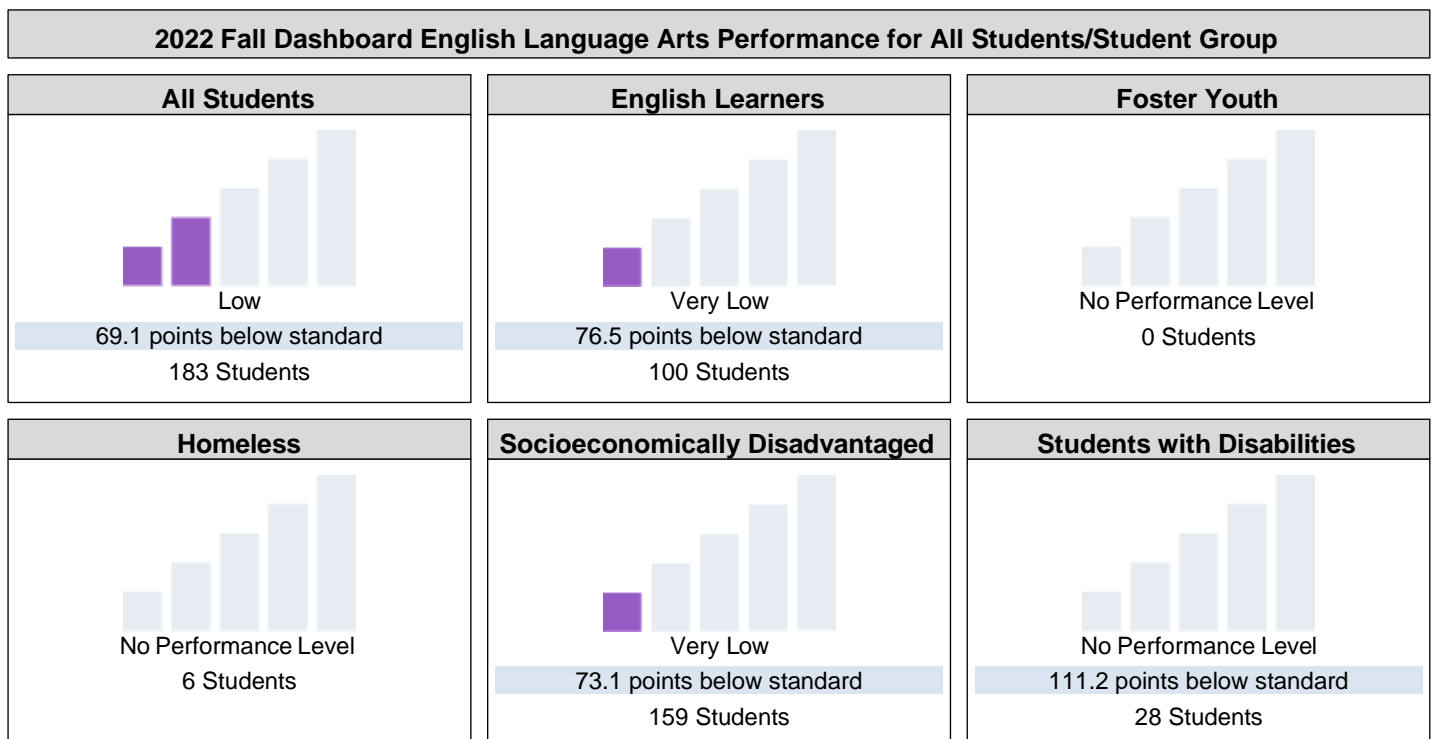 2022 Fall Dashboard English Language Arts Performance for All Students/Student Group
All Students
Low
69.1 points below standard
183 Students
English Learners
Very Low
76.5 points below standard
100 Students
Foster Youth
No Performance Level
0 Students
Homeless
No Performance Level
6 Students
Socioeconomically Disadvantaged
Very Low
73.1 points below standard
159 Students
Students with Disabilities
No Performance Level
111.2 points below standard
28 Students